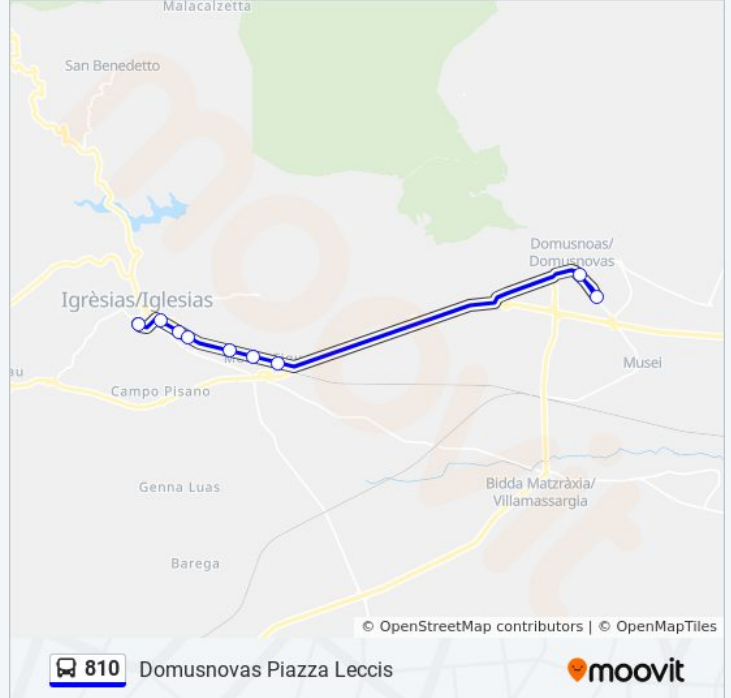 Malacalzetta
San Benedetto
Domusnoas/
Domusnovas
Igrèsias/Iglesias
Musei
Campo Pisano
Bidda Matzràxia/
Villamassargia
Genna Luas
Barega
© OpenStreetMap contributors | © OpenMapTiles
810 Domusnovas Piazza Leccis
moovit